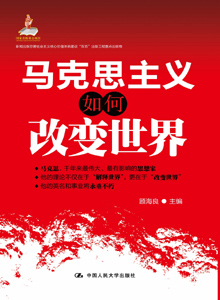 马克思主义
如何
改变世界
马克思，千年来最伟大、最有影响的思想家
他的理论不仅在于“解释世界”，更在于“改变世界”
他的英名和事业将永垂不朽
顾海良 主编
中国人民大学出版社